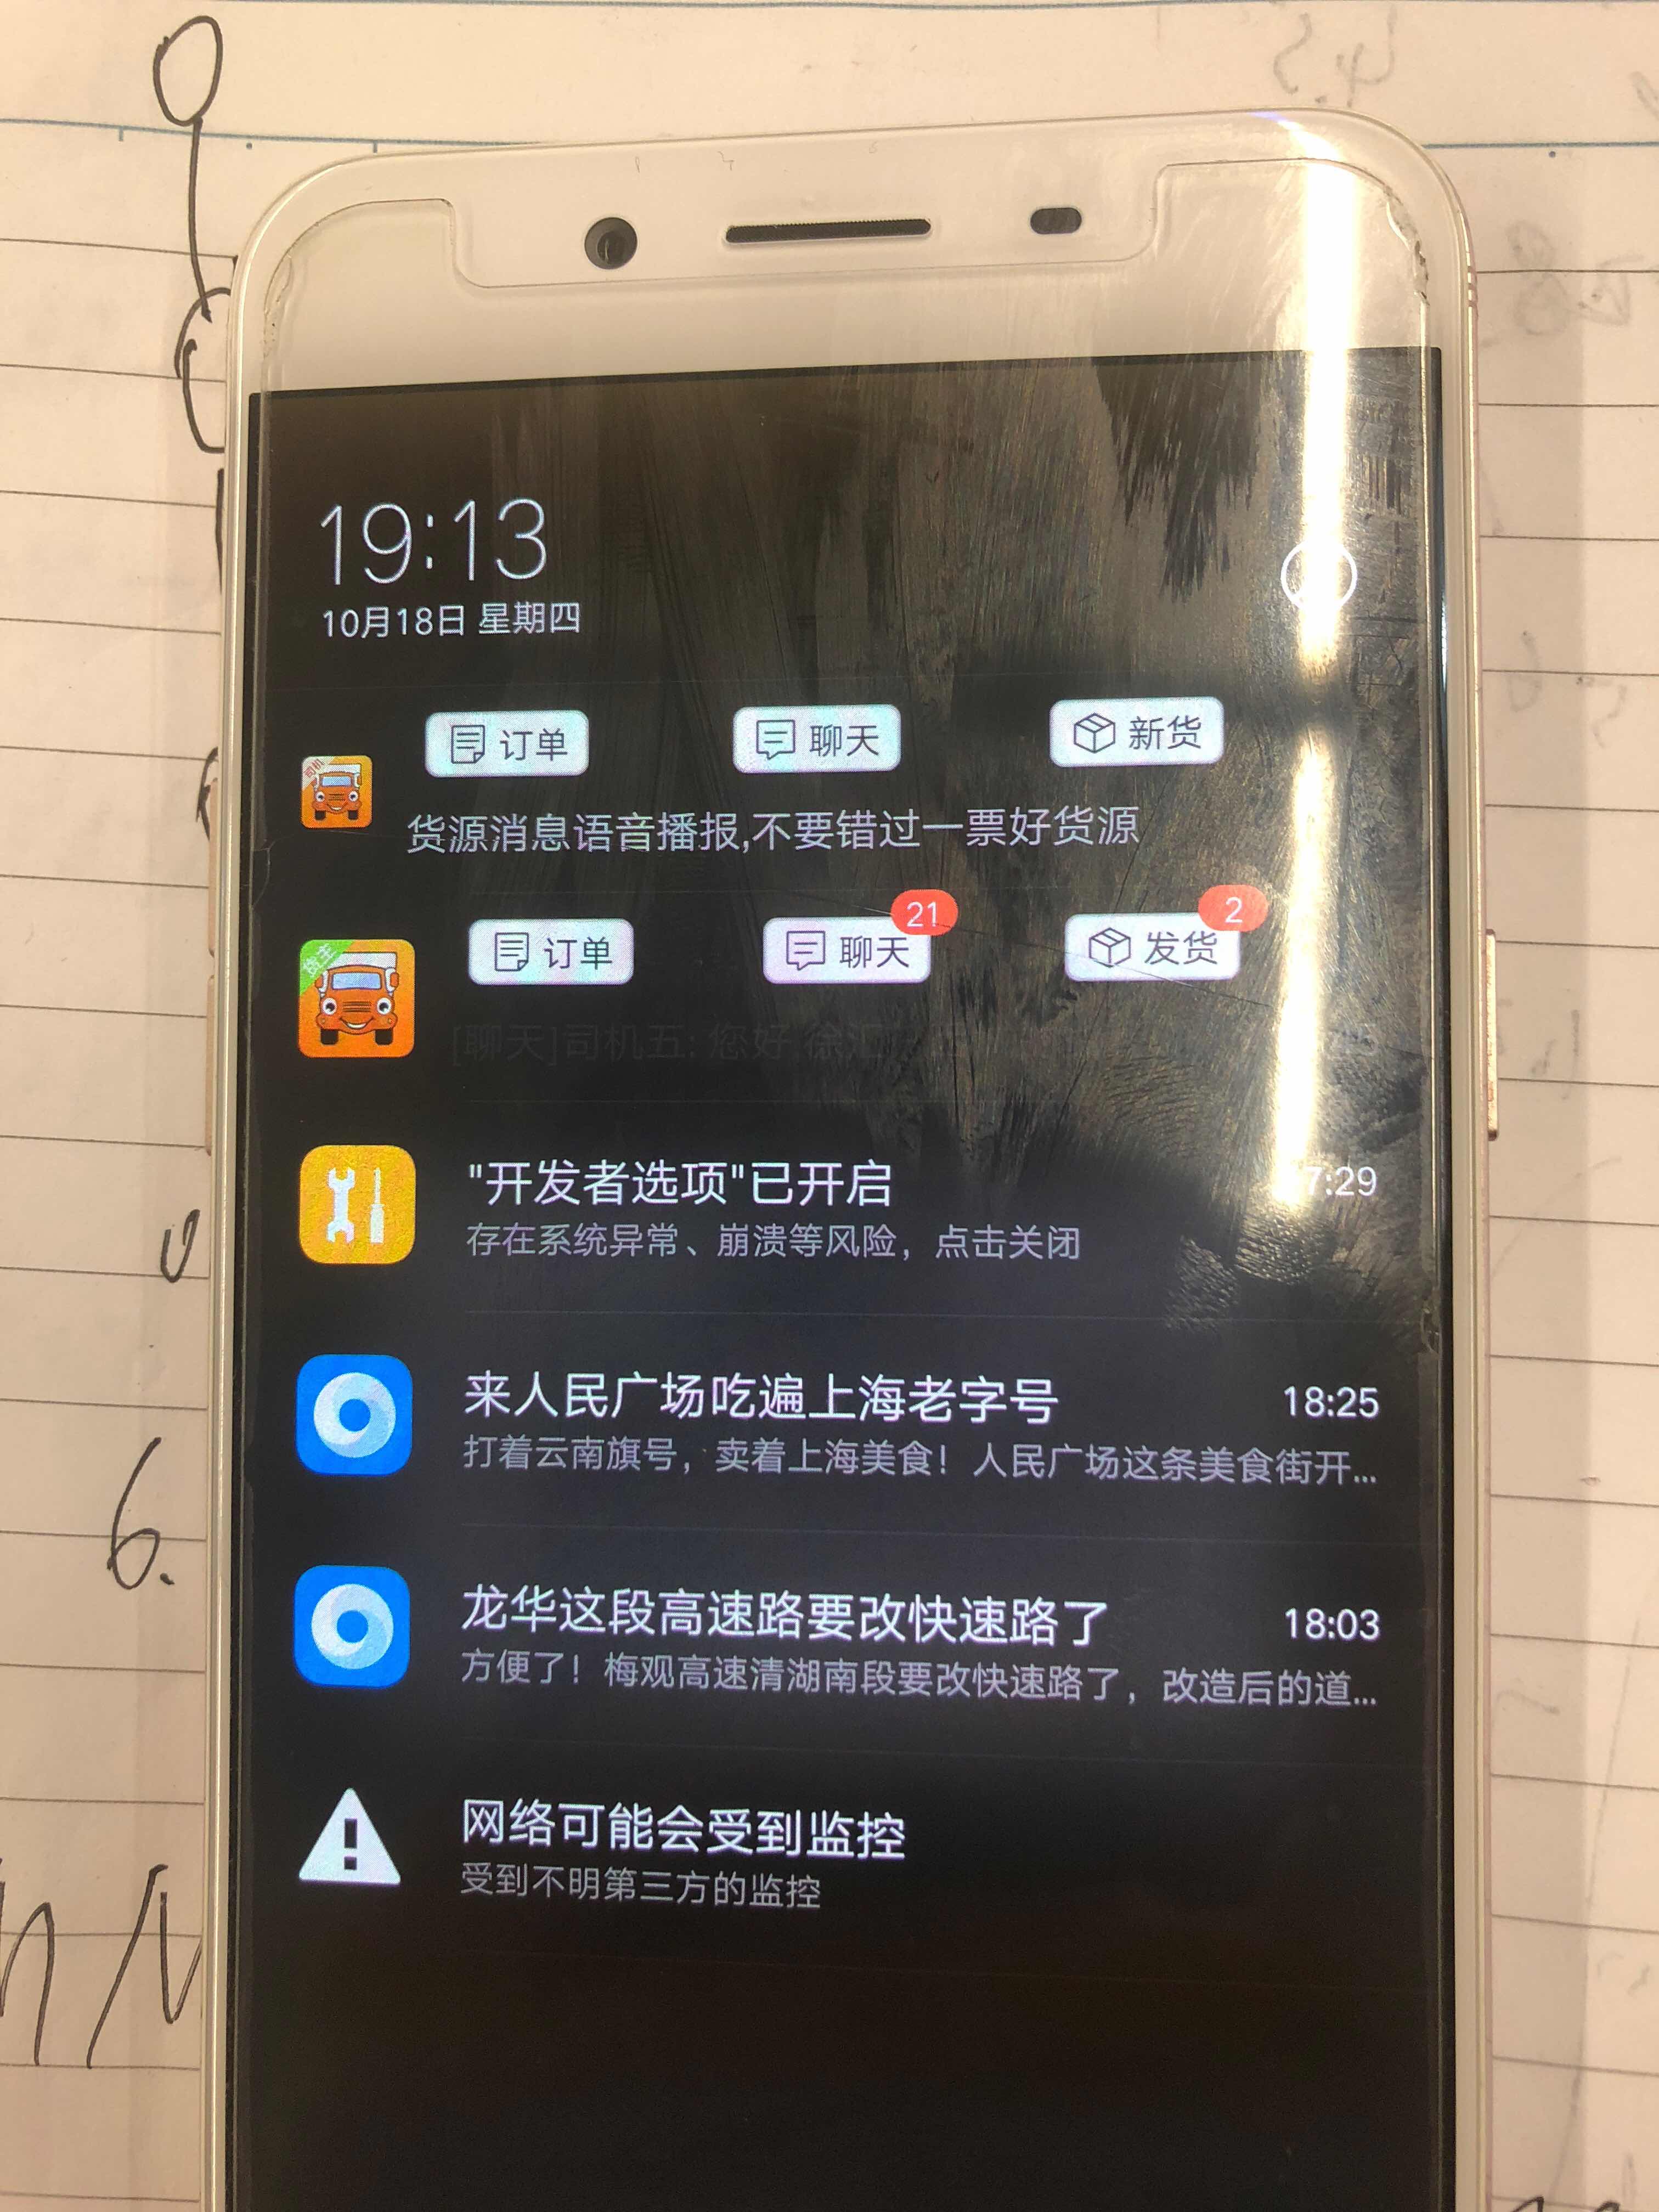 19:13
10月18日 星期四
订单 聊天 新货
司机
货源消息语音播报,不要错过一票好货源
订单 聊天 21 发货 2
货主
[聊天]司机五: 您好 徐汇
"开发者选项"已开启 7:29
存在系统异常、崩溃等风险，点击关闭
来人民广场吃遍上海老字号 18:25
打着云南旗号，卖着上海美食！人民广场这条美食街开...
龙华这段高速路要改快速路了 18:03
方便了！梅观高速清湖南段要改快速路了，改造后的道...
6.
网络可能会受到监控
受到不明第三方的监控